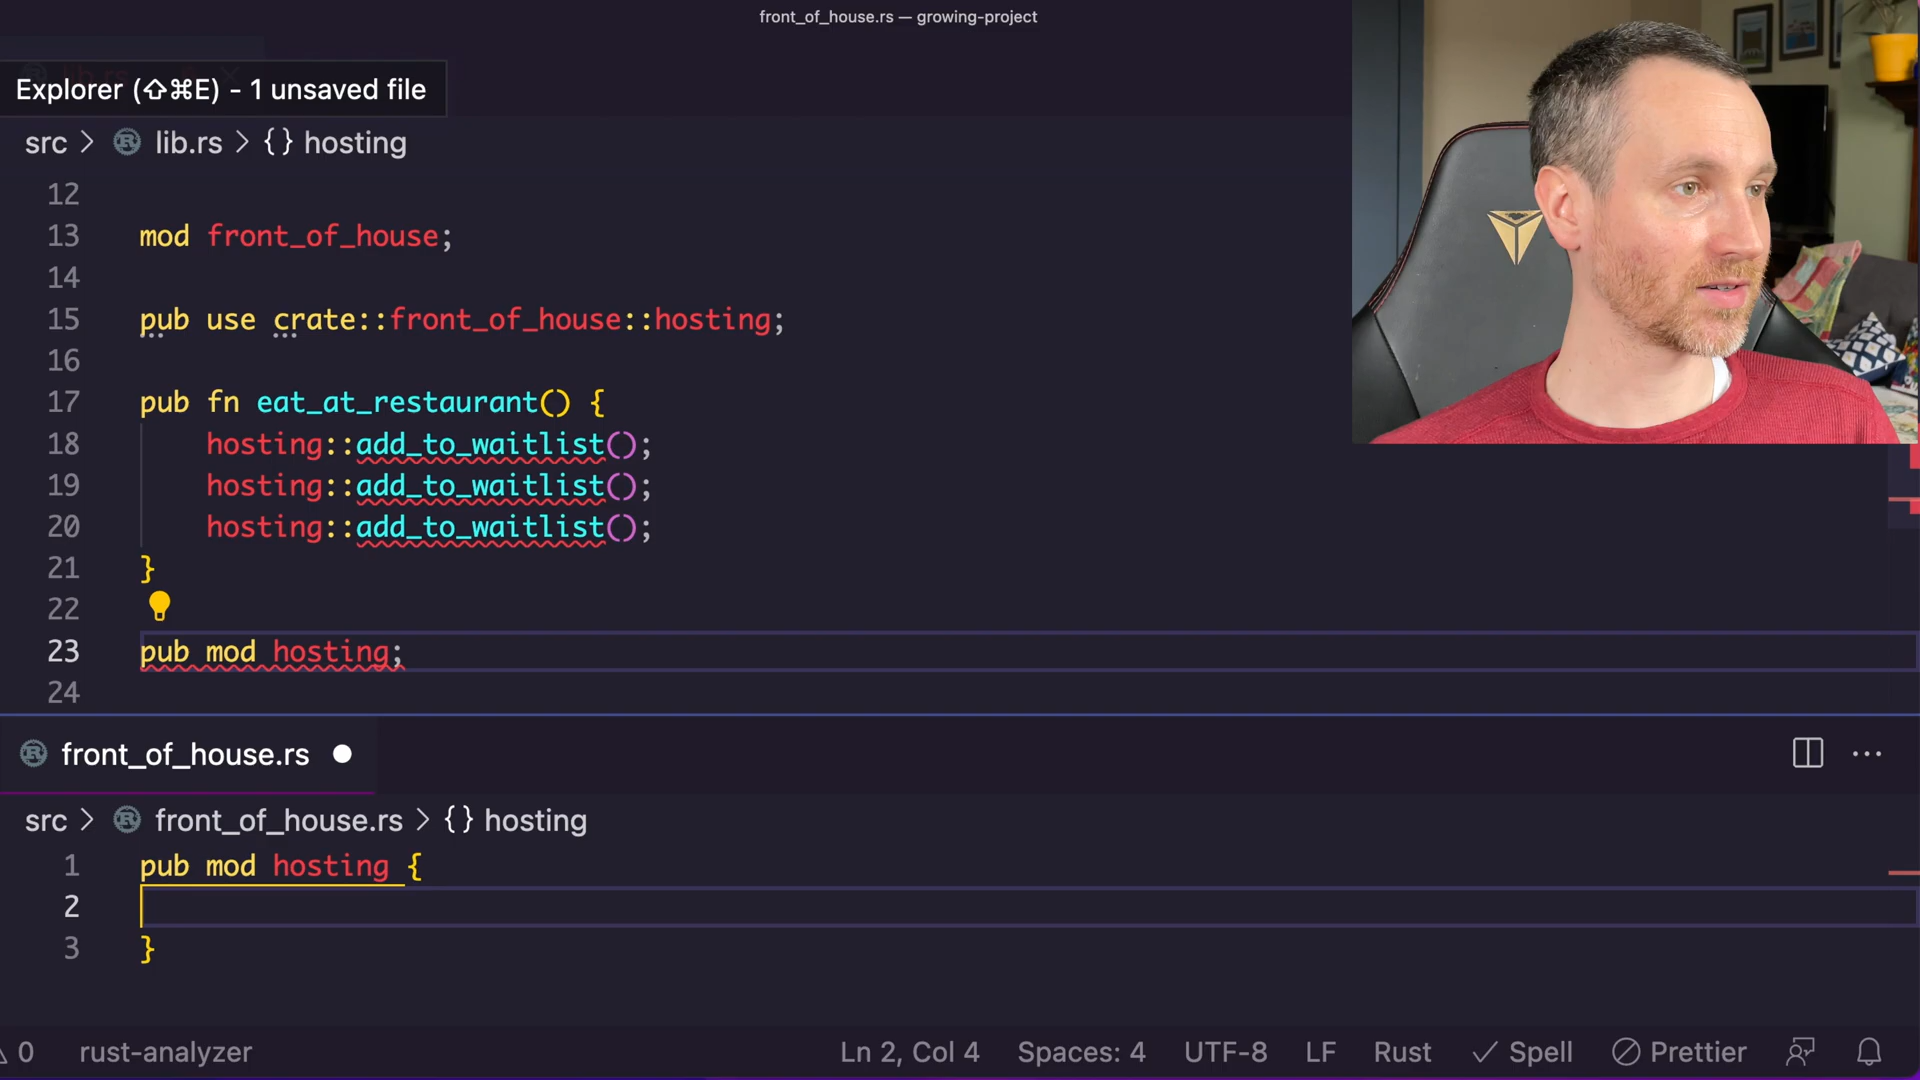 front_of_house.rs — growing-project
Explorer (⇧⌘E) - 1 unsaved file
src > lib.rs > {} hosting
12
13 mod front_of_house;
14
15 pub use crate::front_of_house::hosting;
16
17 pub fn eat_at_restaurant() {
18 hosting::add_to_waitlist();
19 hosting::add_to_waitlist();
20 hosting::add_to_waitlist();
21 }
22
23 pub mod hosting;
24
front_of_house.rs
src > front_of_house.rs > {} hosting
1 pub mod hosting {
2
3 }
0 rust-analyzer Ln 2, Col 4 Spaces: 4 UTF-8 LF Rust ✓ Spell Prettier